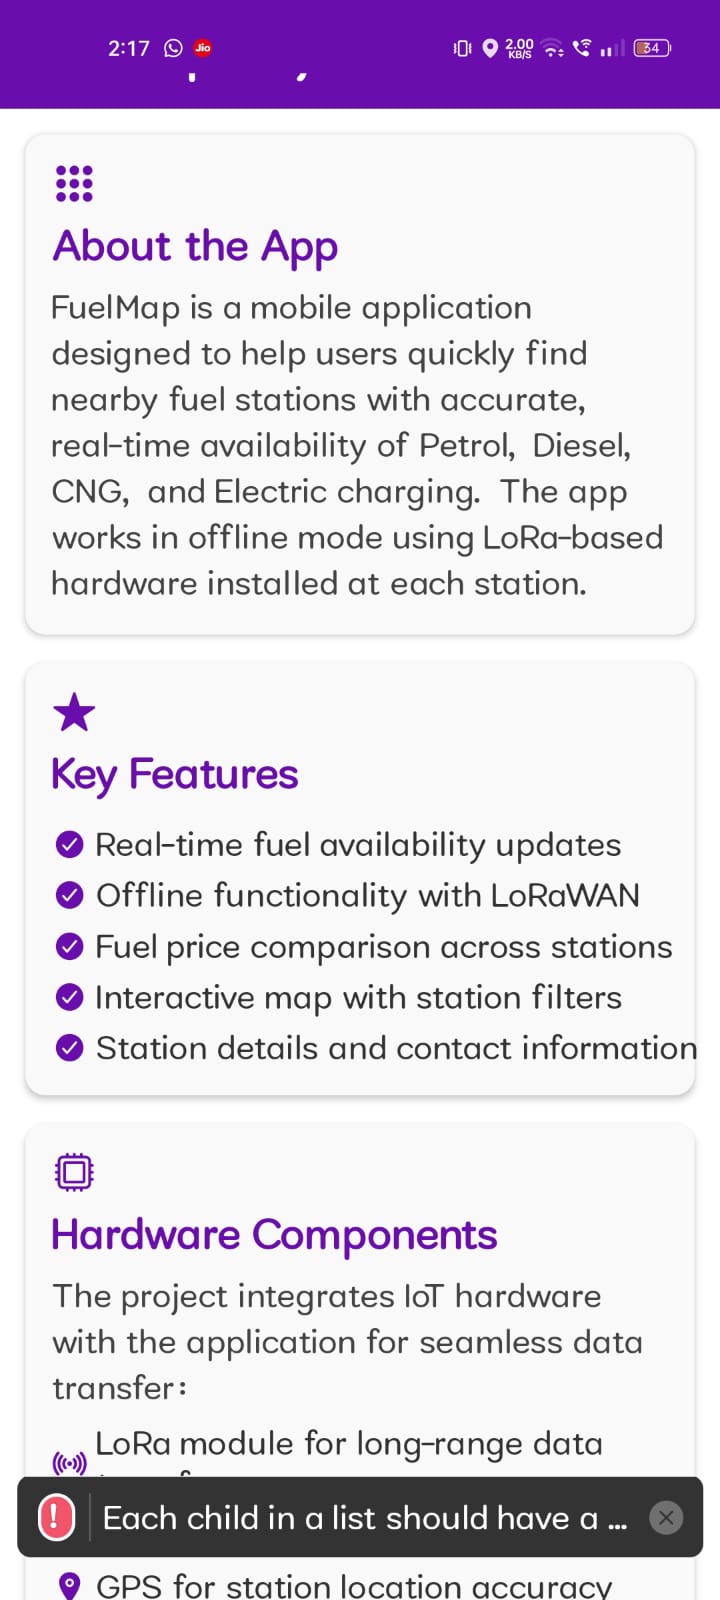 2:17
Jio
2.00
KB/S
34
About the App
FuelMap is a mobile application
designed to help users quickly find
nearby fuel stations with accurate,
real-time availability of Petrol, Diesel,
CNG, and Electric charging. The app
works in offline mode using LoRa-based
hardware installed at each station.
Key Features
Real-time fuel availability updates
Offline functionality with LoRaWAN
Fuel price comparison across stations
Interactive map with station filters
Station details and contact information
Hardware Components
The project integrates IoT hardware
with the application for seamless data
transfer:
LoRa module for long-range data
! Each child in a list should have a ...
GPS for station location accuracy